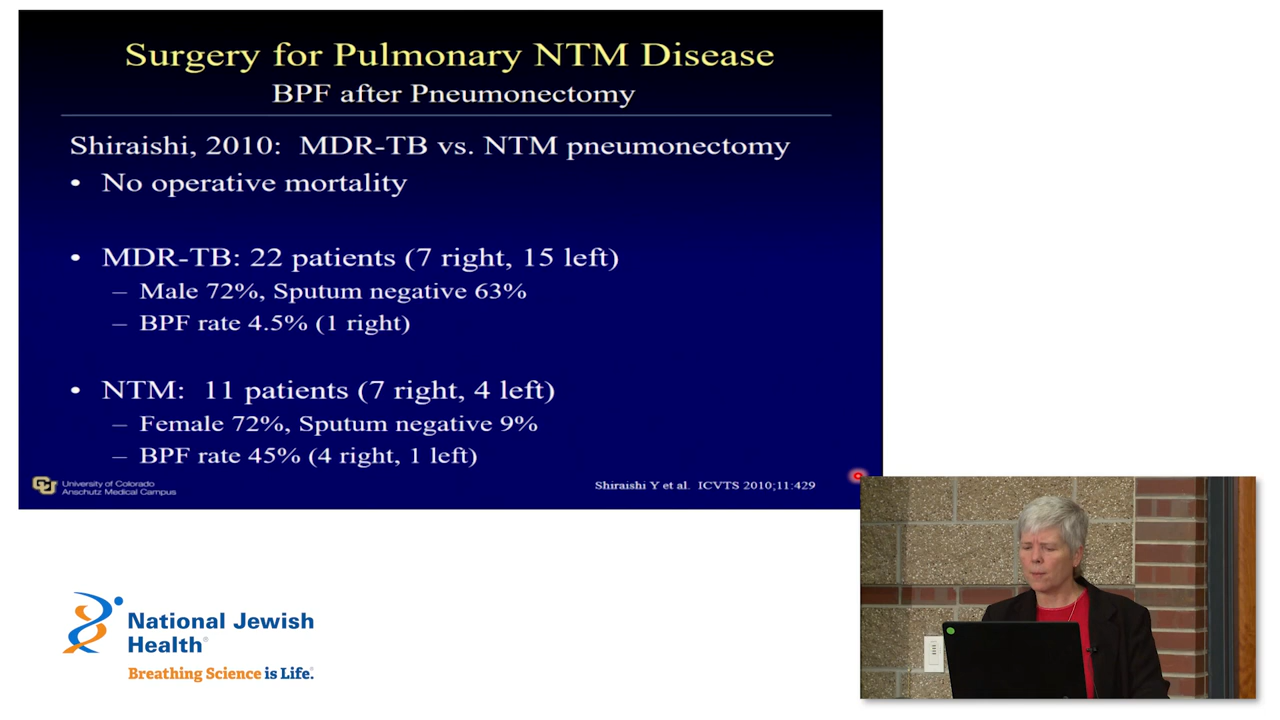 Surgery for Pulmonary NTM Disease
BPF after Pneumonectomy
Shiraishi, 2010: MDR-TB vs. NTM pneumonectomy
• No operative mortality
• MDR-TB: 22 patients (7 right, 15 left)
– Male 72%, Sputum negative 63%
– BPF rate 4.5% (1 right)
• NTM: 11 patients (7 right, 4 left)
– Female 72%, Sputum negative 9%
– BPF rate 45% (4 right, 1 left)
University of Colorado
Anschutz Medical Campus
Shiraishi Y et al. ICVTS 2010;11:429
National Jewish
Health®
Breathing Science is Life.®